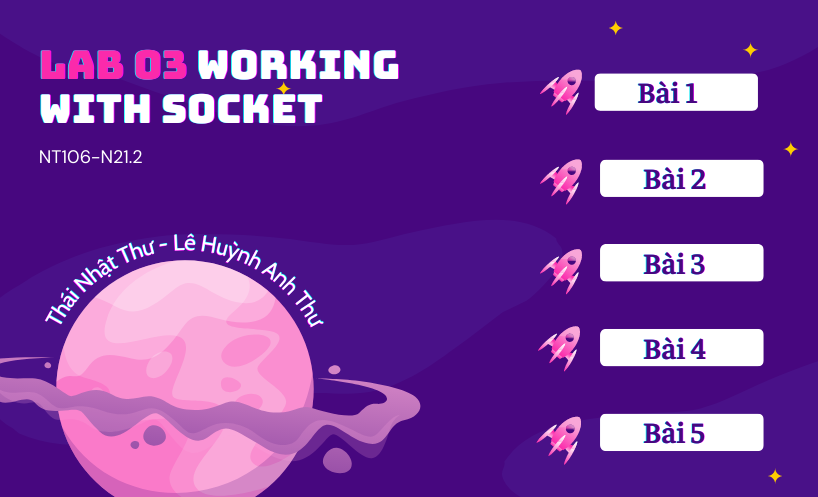 LAB 03 WORKING
WITH SOCKET
NT106-N21.2
Thái Nhật Thư - Lê Huỳnh Anh Thư
Bài 1
Bài 2
Bài 3
Bài 4
Bài 5